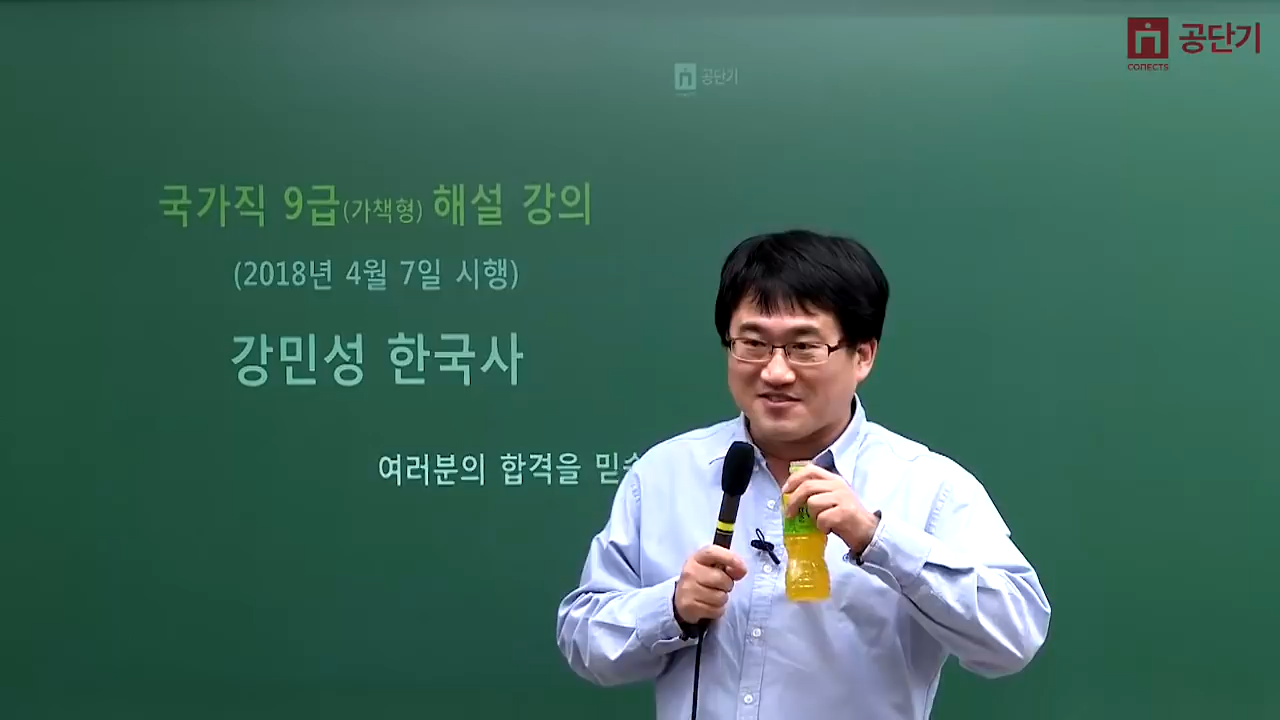 공단기
CONECTS
공단기
국가직 9급(가책형) 해설 강의
(2018년 4월 7일 시행)
강민성 한국사
여러분의 합격을